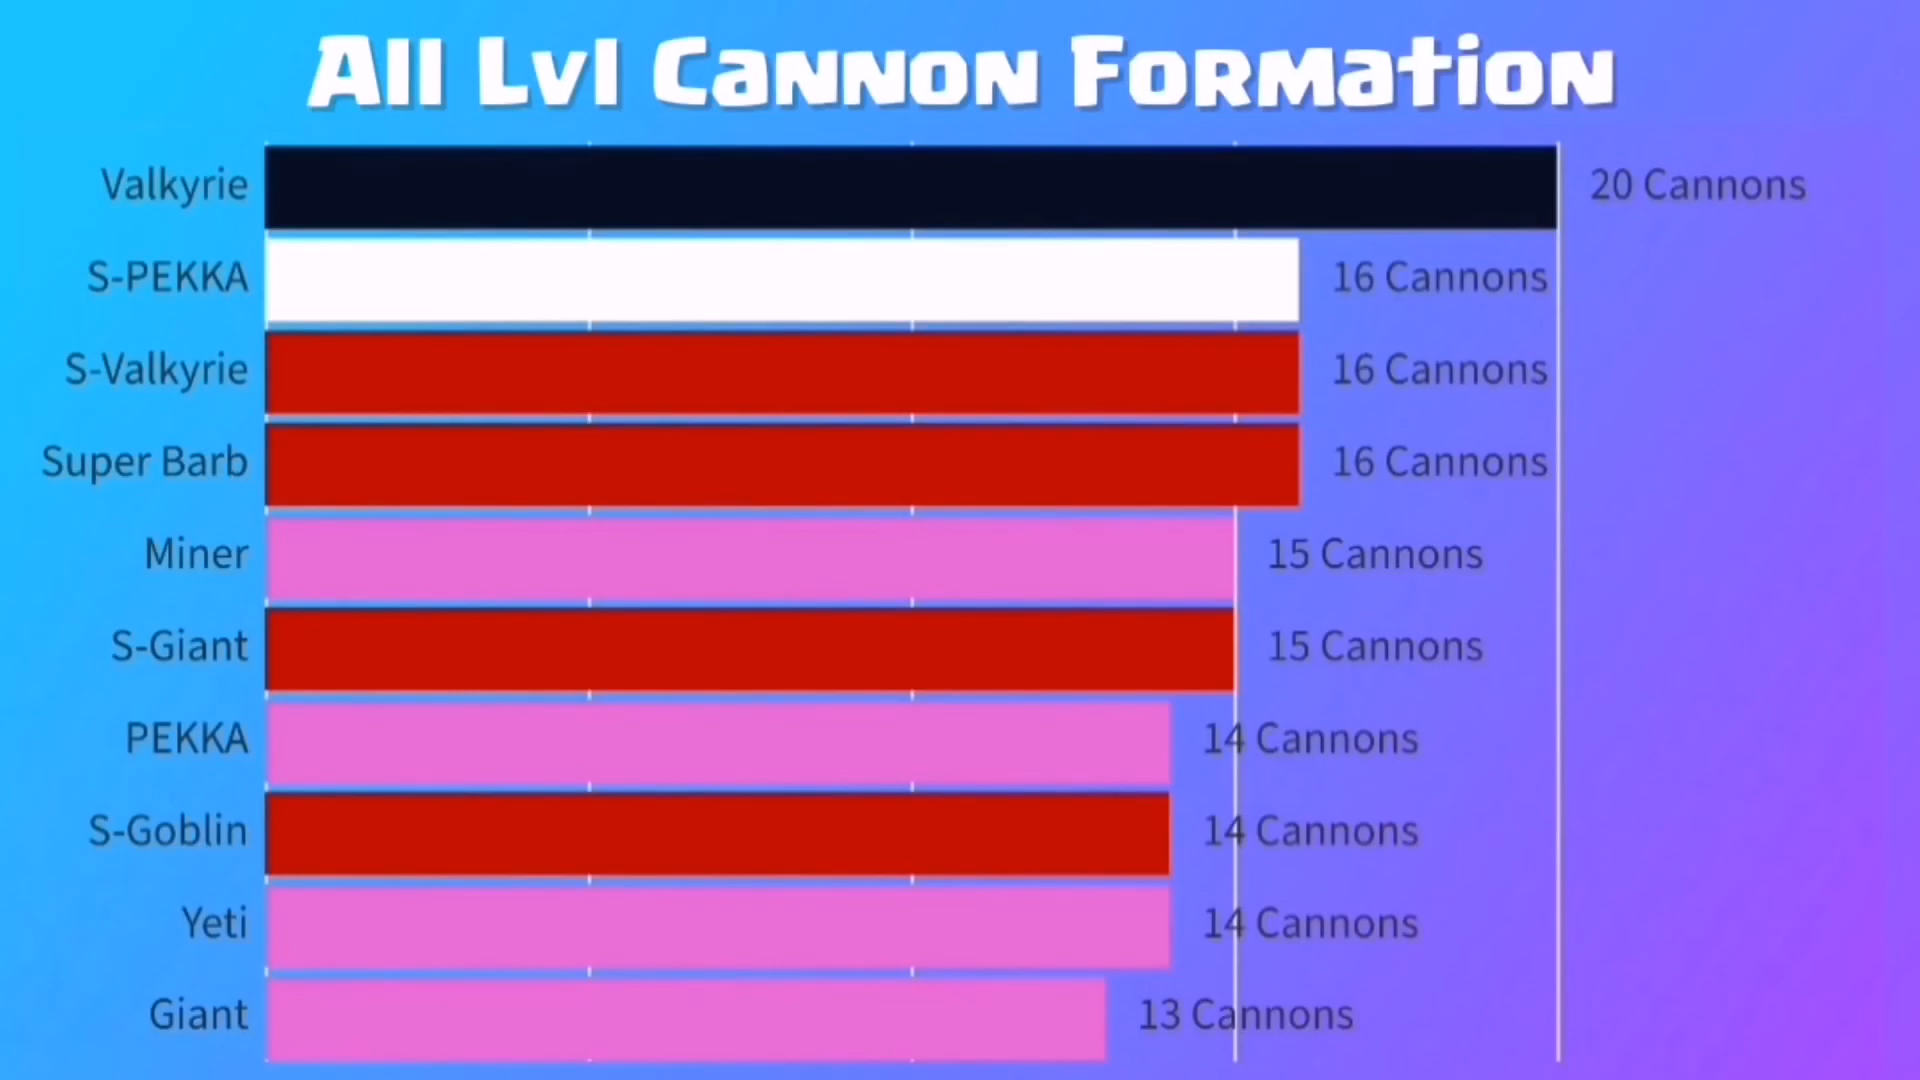 All Lvl Cannon Formation
Valkyrie 20 Cannons
S-PEKKA 16 Cannons
S-Valkyrie 16 Cannons
Super Barb 16 Cannons
Miner 15 Cannons
S-Giant 15 Cannons
PEKKA 14 Cannons
S-Goblin 14 Cannons
Yeti 14 Cannons
Giant 13 Cannons